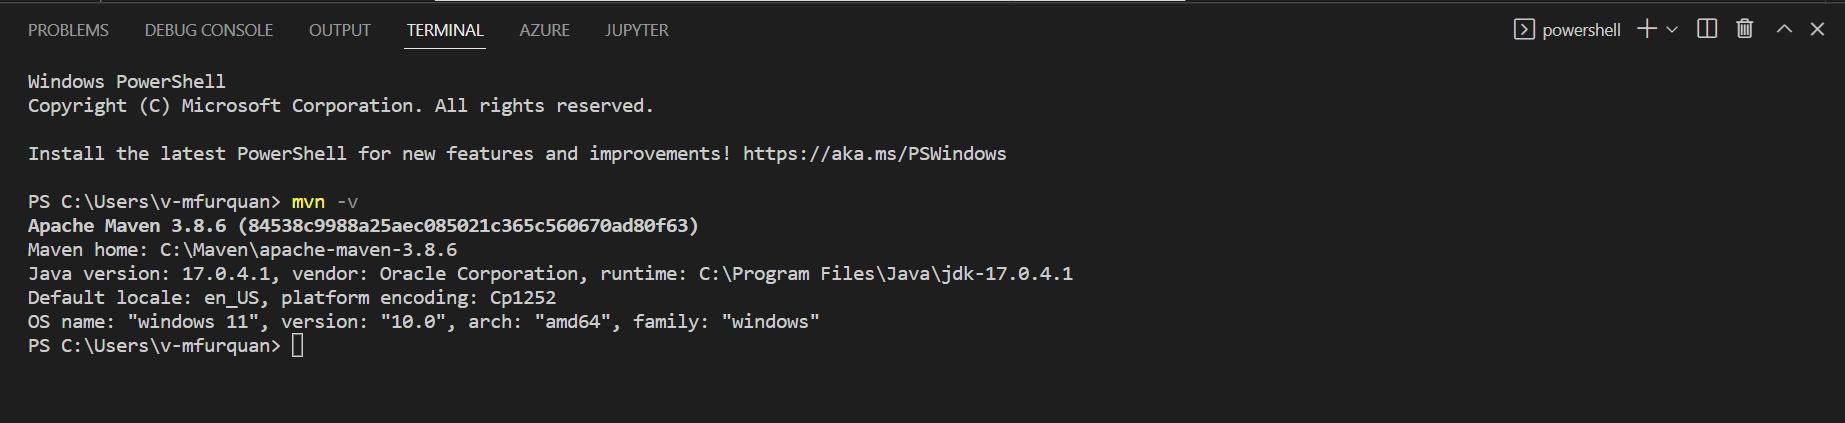 PROBLEMS DEBUG CONSOLE OUTPUT TERMINAL AZURE JUPYTER powershell
Windows PowerShell
Copyright (C) Microsoft Corporation. All rights reserved.
Install the latest PowerShell for new features and improvements! https://aka.ms/PSWindows
PS C:\Users\v-mfurquan> mvn -v
Apache Maven 3.8.6 (84538c9988a25aec085021c365c560670ad80f63)
Maven home: C:\Maven\apache-maven-3.8.6
Java version: 17.0.4.1, vendor: Oracle Corporation, runtime: C:\Program Files\Java\jdk-17.0.4.1
Default locale: en_US, platform encoding: Cp1252
OS name: "windows 11", version: "10.0", arch: "amd64", family: "windows"
PS C:\Users\v-mfurquan>